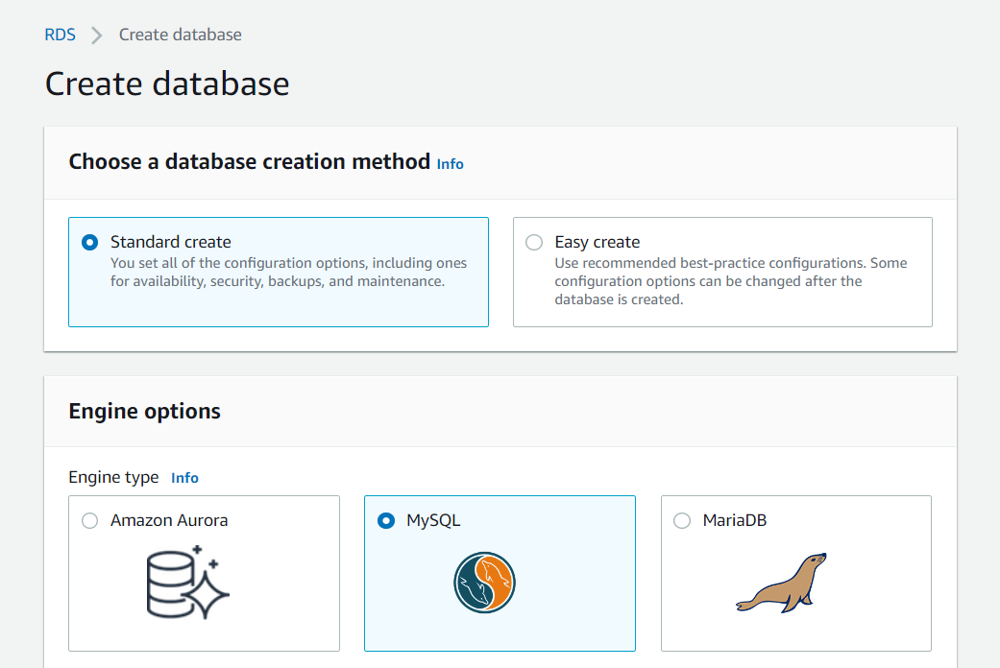 RDS > Create database
Create database
Choose a database creation method Info
Standard create
You set all of the configuration options, including ones
for availability, security, backups, and maintenance.
Easy create
Use recommended best-practice configurations. Some
configuration options can be changed after the
database is created.
Engine options
Engine type Info
Amazon Aurora
MySQL
MariaDB